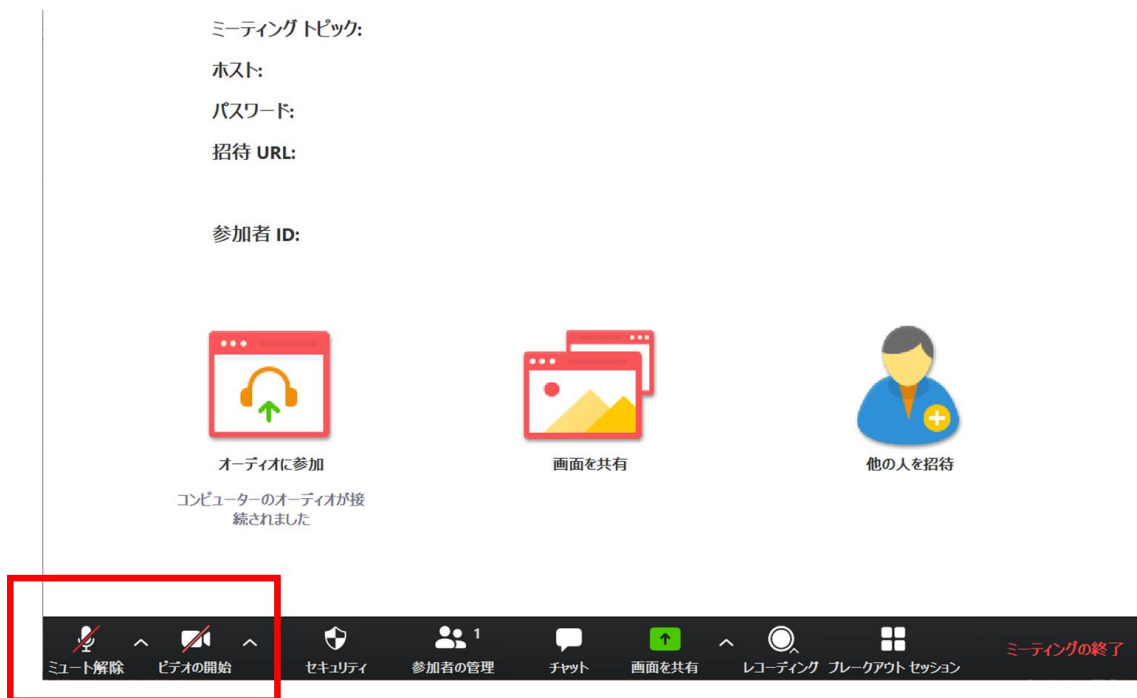 ミーティング トピック:
ホスト:
パスワード:
招待 URL:
参加者 ID:
オーディオに参加
画面を共有
他の人を招待
コンピューターのオーディオが接
続されました
ミュート解除
ビデオの開始
セキュリティ
参加者の管理
1
チャット
画面を共有
レコーディング
ブレークアウト セッション
ミーティングの終了